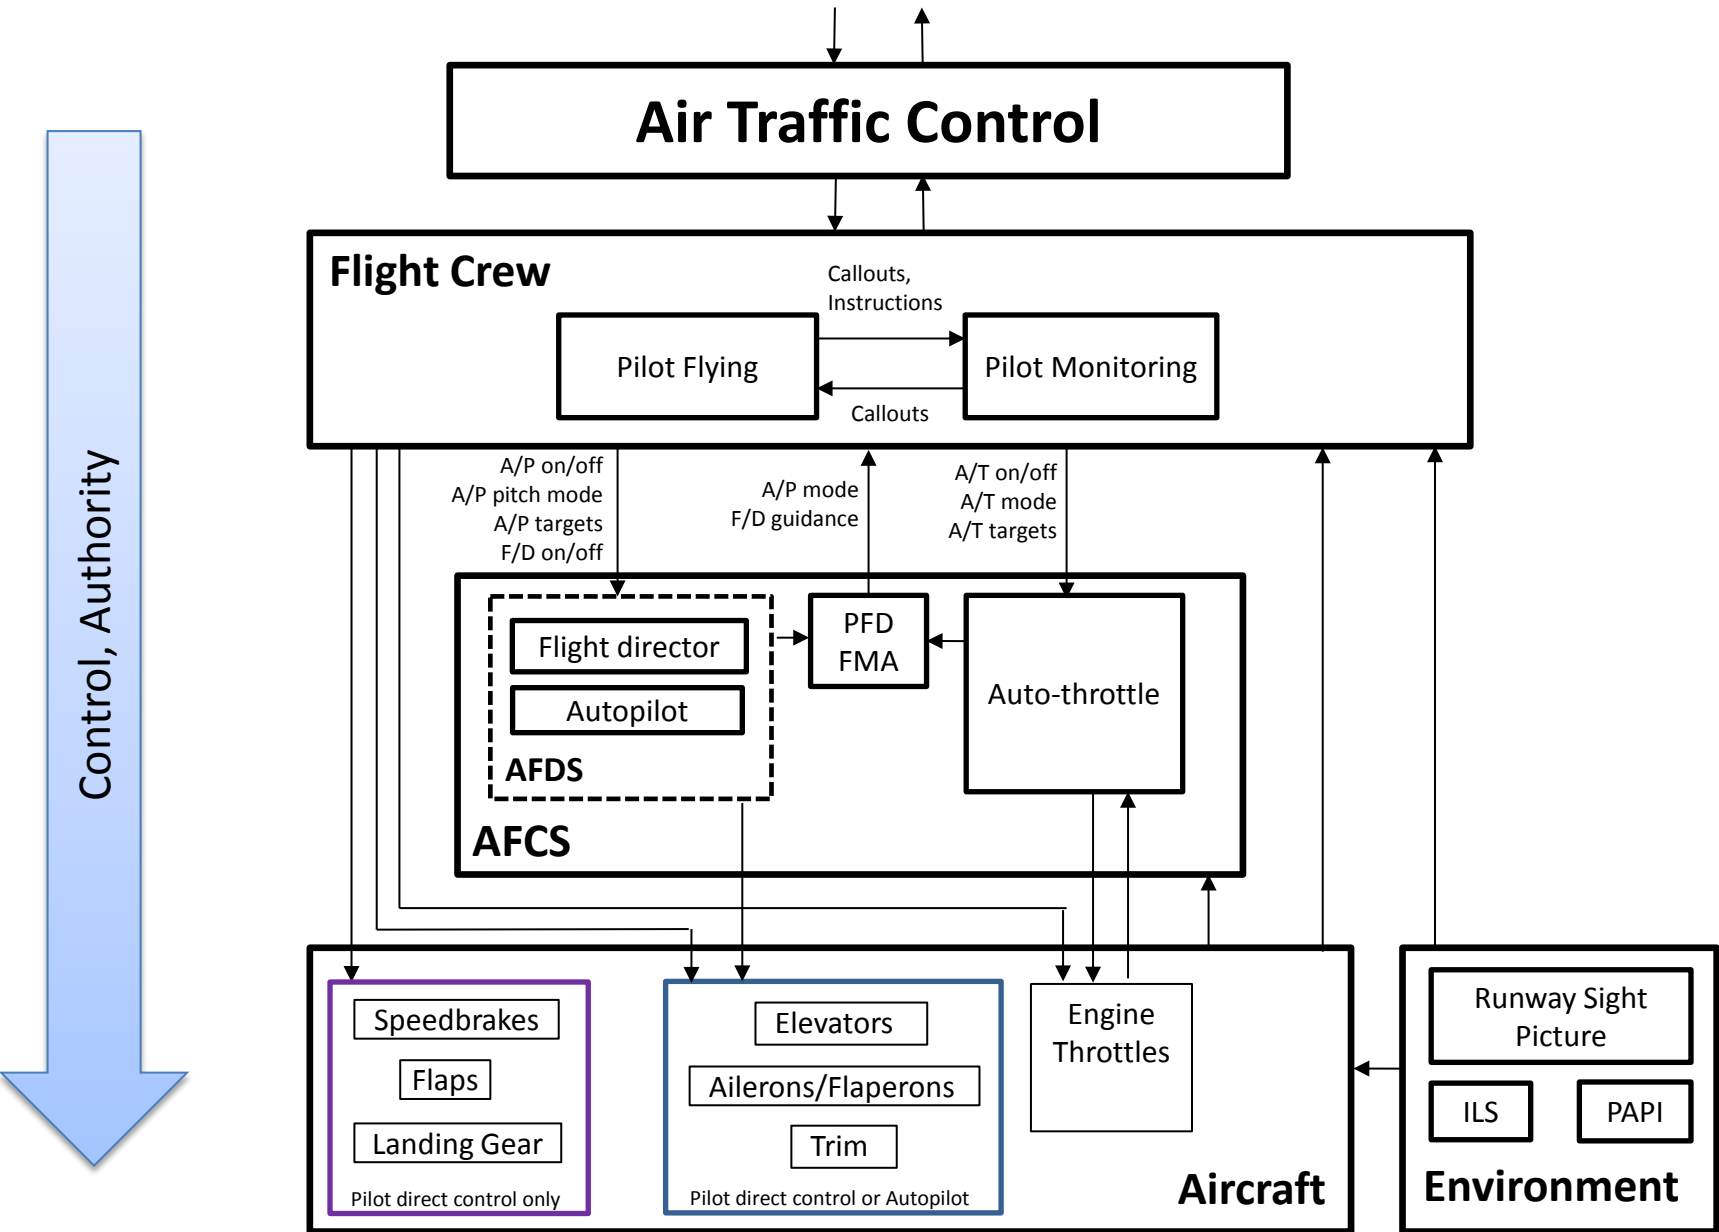 Air Traffic Control
Control, Authority
Flight Crew
Callouts,
Instructions
Pilot Flying
Pilot Monitoring
Callouts
A/P on/off
A/P pitch mode
A/P targets
F/D on/off
A/P mode
F/D guidance
A/T on/off
A/T mode
A/T targets
Flight director
Autopilot
AFDS
PFD
FMA
Auto-throttle
AFCS
Speedbrakes
Flaps
Landing Gear
Pilot direct control only
Elevators
Ailerons/Flaperons
Trim
Pilot direct control or Autopilot
Engine
Throttles
Aircraft
Runway Sight
Picture
ILS
PAPI
Environment